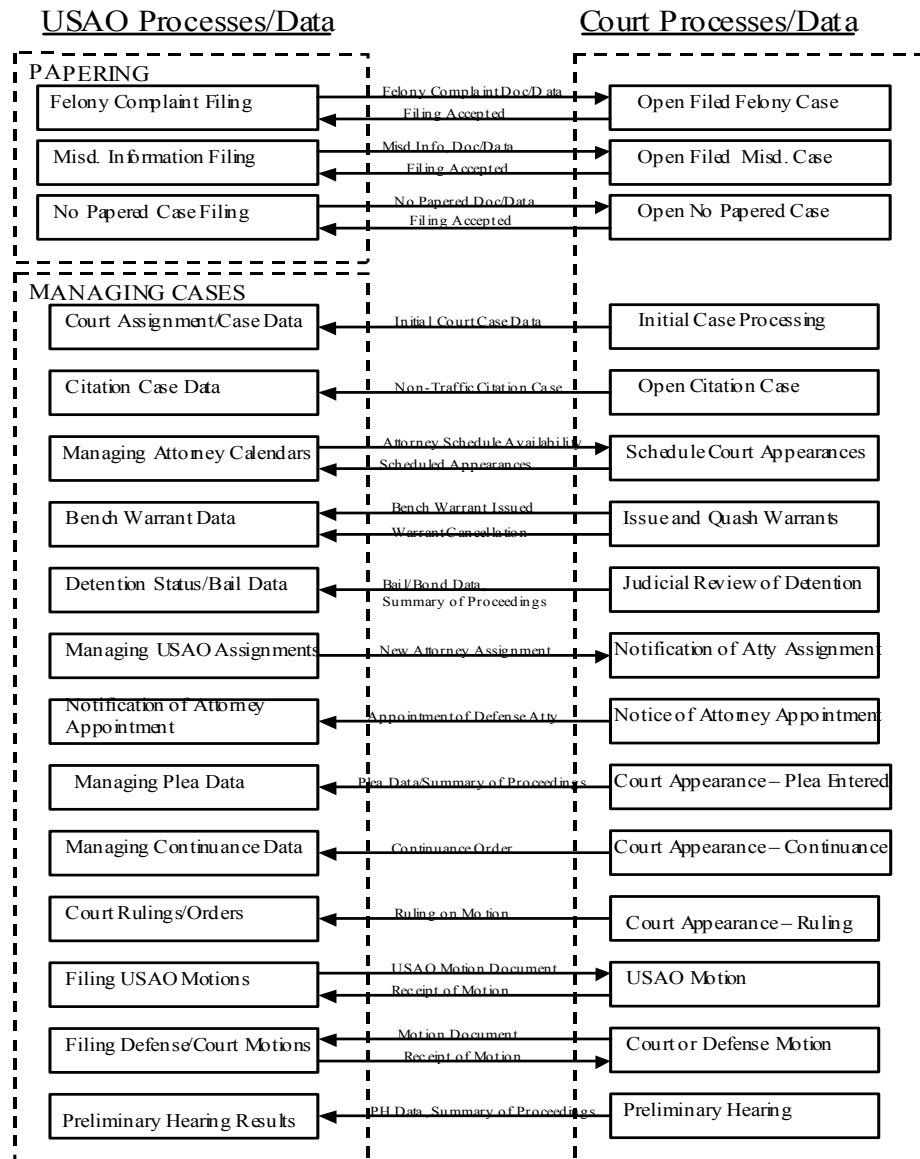 USAO Processes/Data
Court Processes/Data
PAPERING
Felony Complaint Filing
Felony Complaint Doc/Data
Filing Accepted
Open Filed Felony Case
Misd. Information Filing
Misd Info. Doc/Data
Filing Accepted
Open Filed Misd. Case
No Papered Case Filing
No Papered Doc/Data
Filing Accepted
Open No Papered Case
MANAGING CASES
Court Assignment/Case Data
Initial Court Case Data
Initial Case Processing
Citation Case Data
Non-Traffic Citation Case
Open Citation Case
Managing Attorney Calendars
Attorney Schedule Availability
Scheduled Appearances
Schedule Court Appearances
Bench Warrant Data
Bench Warrant Issued
Warrant Cancellation
Issue and Quash Warrants
Detention Status/Bail Data
Bail/Bond Data,
Summary of Proceedings
Judicial Review of Detention
Managing USAO Assignments
New Attorney Assignment
Notification of Atty Assignment
Notification of Attorney
Appointment
Appointment of Defense Atty
Notice of Attorney Appointment
Managing Plea Data
Plea Data/Summary of Proceedings
Court Appearance – Plea Entered
Managing Continuance Data
Continuance Order
Court Appearance – Continuance
Court Rulings/Orders
Ruling on Motion
Court Appearance – Ruling
Filing USAO Motions
USAO Motion Document
Receipt of Motion
USAO Motion
Filing Defense/Court Motions
Motion Document
Receipt of Motion
Court or Defense Motion
Preliminary Hearing Results
PH Data, Summary of Proceedings
Preliminary Hearing